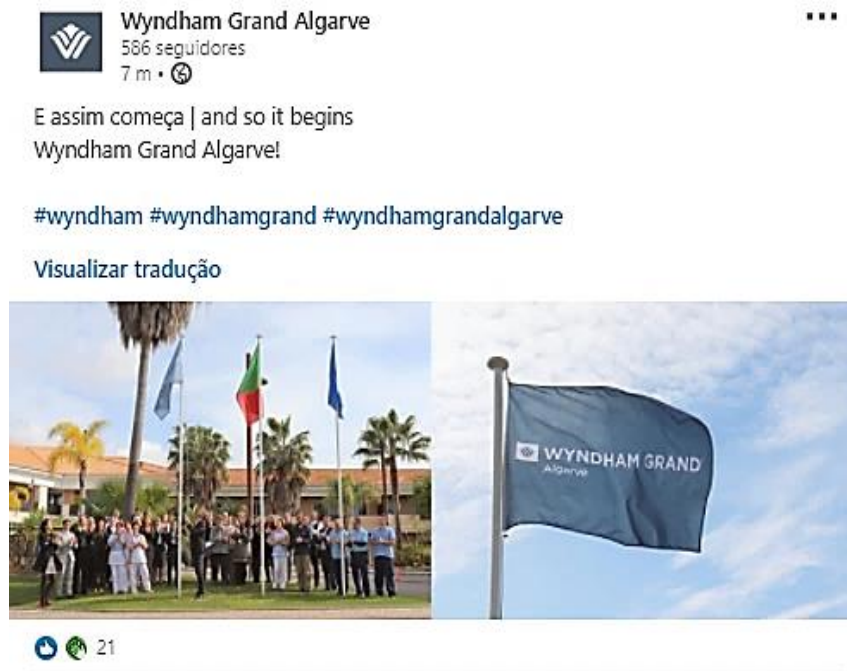 Wyndham Grand Algarve
586 seguidores
7 m •
E assim começa | and so it begins
Wyndham Grand Algarve!
#wyndham #wyndhamgrand #wyndhamgrandalgarve
Visualizar tradução
WYNDHAM GRAND
Algarve
21